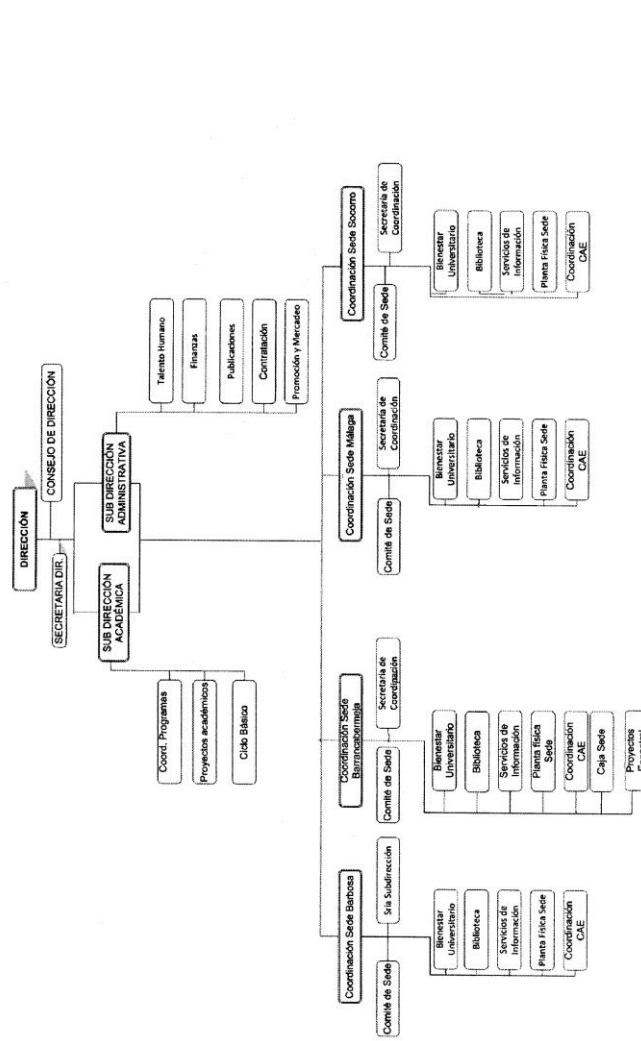 DIRECCIÓN
CONSEJO DE DIRECCIÓN
SECRETARIA DIR.
SUB DIRECCIÓN
ACADÉMICA
SUB DIRECCIÓN
ADMINISTRATIVA
Coord. Programas
Proyectos académicos
Ciclo Básico
Talento Humano
Finanzas
Publicaciones
Contratación
Promoción y Mercadeo
Coordinación Sede Barbosa
Comité de Sede
Sria Subdirección
Bienestar
Universitario
Biblioteca
Servicios de
Información
Planta Física Sede
Coordinación
CAE
Coordinación Sede
Barrancabermeja
Comité de Sede
Secretaria de
Coordinación
Bienestar
Universitario
Biblioteca
Servicios de
Información
Planta física
Sede
Coordinación
CAE
Caja Sede
Proyectos
Coordinación Sede Málaga
Comité de Sede
Secretaria de
Coordinación
Bienestar
Universitario
Biblioteca
Servicios de
Información
Planta Física Sede
Coordinación
CAE
Coordinación Sede Socorro
Comité de Sede
Secretaria de
Coordinación
Bienestar
Universitario
Biblioteca
Servicios de
Información
Planta Física Sede
Coordinación
CAE